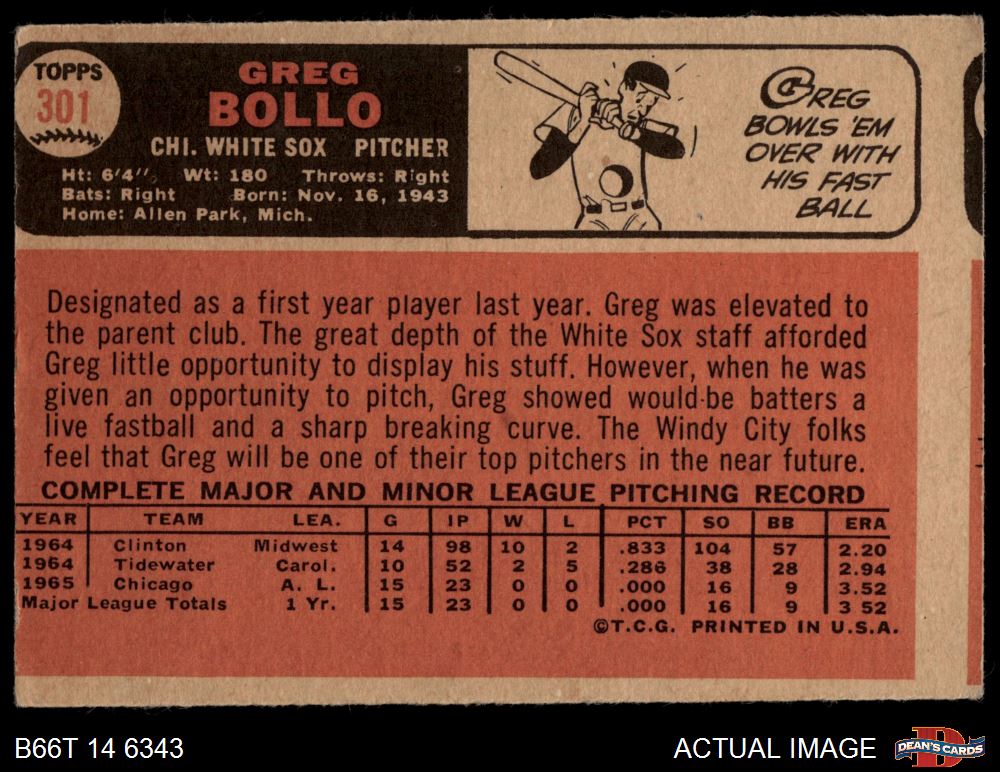 TOPPS
301
GREG
BOLLO
CHI. WHITE SOX PITCHER
Ht: 6'4" Wt: 180 Throws: Right
Bats: Right Born: Nov. 16, 1943
Home: Allen Park, Mich.
GREG
BOWLS 'EM
OVER WITH
HIS FAST
BALL
Designated as a first year player last year. Greg was elevated to
the parent club. The great depth of the White Sox staff afforded
Greg little opportunity to display his stuff. However, when he was
given an opportunity to pitch, Greg showed would-be batters a
live fastball and a sharp breaking curve. The Windy City folks
feel that Greg will be one of their top pitchers in the near future.
COMPLETE MAJOR AND MINOR LEAGUE PITCHING RECORD
YEAR TEAM LEA. G IP W L PCT SO BB ERA
1964 Clinton Midwest 14 98 10 2 .833 104 57 2.20
1964 Tidewater Carol. 10 52 2 5 .286 38 28 2.94
1965 Chicago A. L. 15 23 0 0 .000 16 9 3.52
Major League Totals 1 Yr. 15 23 0 0 .000 16 9 3 52
©T.C.G. PRINTED IN U.S.A.
B66T 14 6343
ACTUAL IMAGE
DEAN'S CARDS